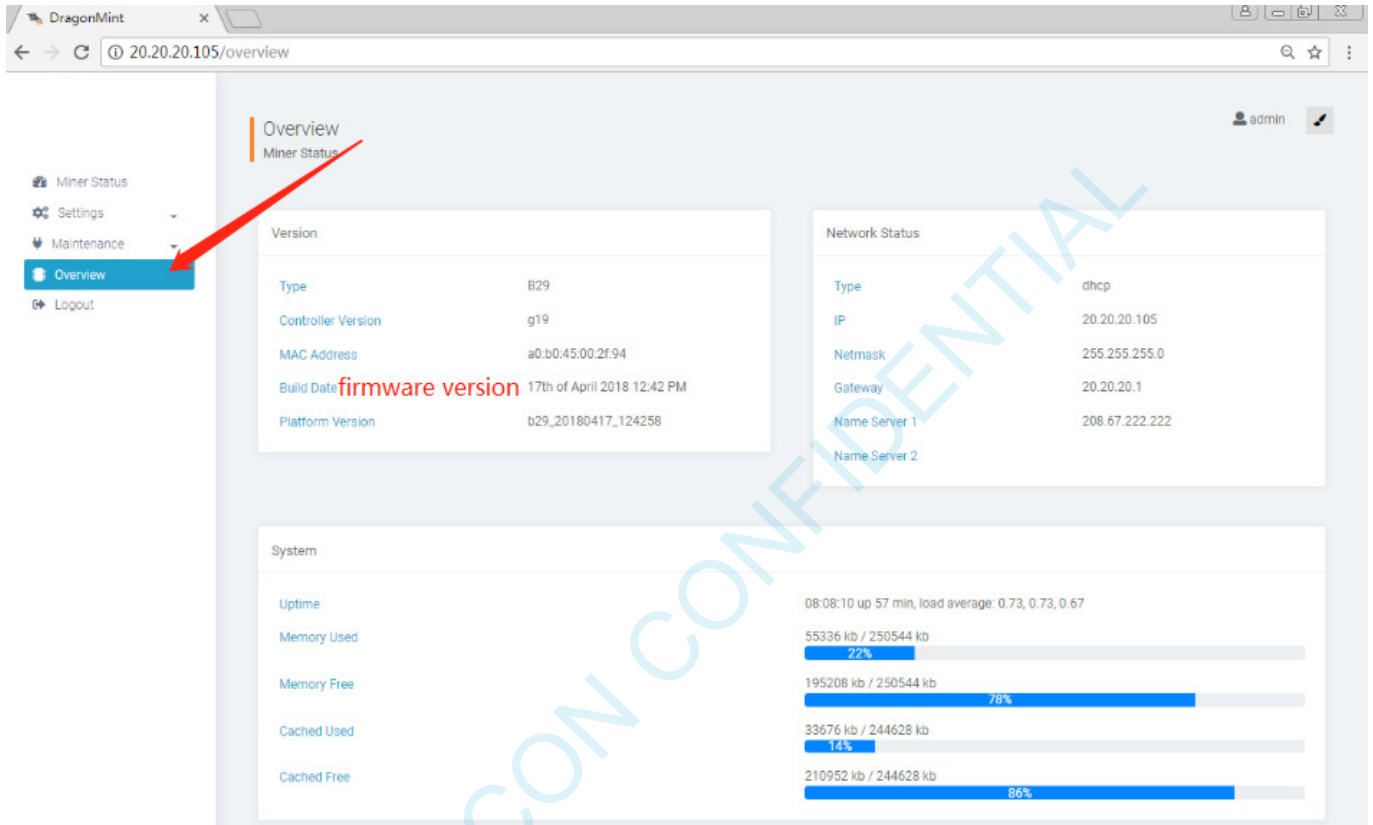 DragonMint
20.20.20.105/overview
Overview
Miner Status
admin
Miner Status
Settings
Maintenance
Overview
Logout
Version
Type B29
Controller Version g19
MAC Address a0:b0:45:00:2f:94
Build Date firmware version 17th of April 2018 12:42 PM
Platform Version b29_20180417_124258
Network Status
Type dhcp
IP 20.20.20.105
Netmask 255.255.255.0
Gateway 20.20.20.1
Name Server 1 208.67.222.222
Name Server 2
System
Uptime 08:08:10 up 57 min, load average: 0.73, 0.73, 0.67
Memory Used 55336 kb / 250544 kb
22%
Memory Free 195208 kb / 250544 kb
78%
Cached Used 33676 kb / 244628 kb
14%
Cached Free 210952 kb / 244628 kb
86%
CON CONFIDENTIAL